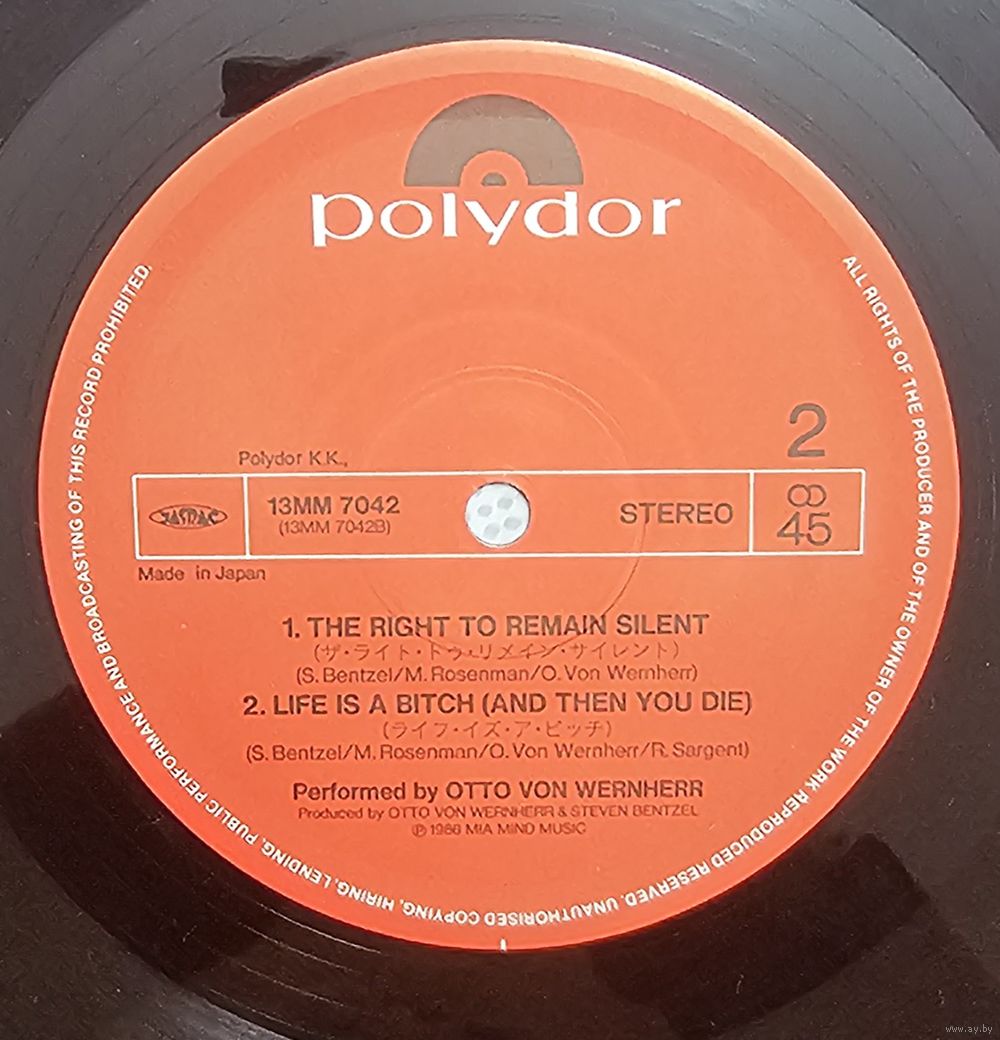 polydor
Polydor K.K.,
2
JASRAC
13MM 7042
(13MM 7042B)
STEREO
45
Made in Japan
1. THE RIGHT TO REMAIN SILENT
(ザ・ライト・トゥ・リメイン・サイレント)
(S. Bentzel/M. Rosenman/O. Von Wernherr)
2. LIFE IS A BITCH (AND THEN YOU DIE)
(ライフ・イズ・ア・ビッチ)
(S. Bentzel/M. Rosenman/O. Von Wernherr/R. Sargent)
Performed by OTTO VON WERNHERR
Produced by OTTO VON WERNHERR & STEVEN BENTZEL
℗ 1986 MIA MIND MUSIC
ALL RIGHTS OF THE PRODUCER AND OF THE OWNER OF THE WORK REPRODUCED RESERVED. UNAUTHORISED COPYING, HIRING, LENDING, PUBLIC PERFORMANCE AND BROADCASTING OF THIS RECORD PROHIBITED.
www.ay.by